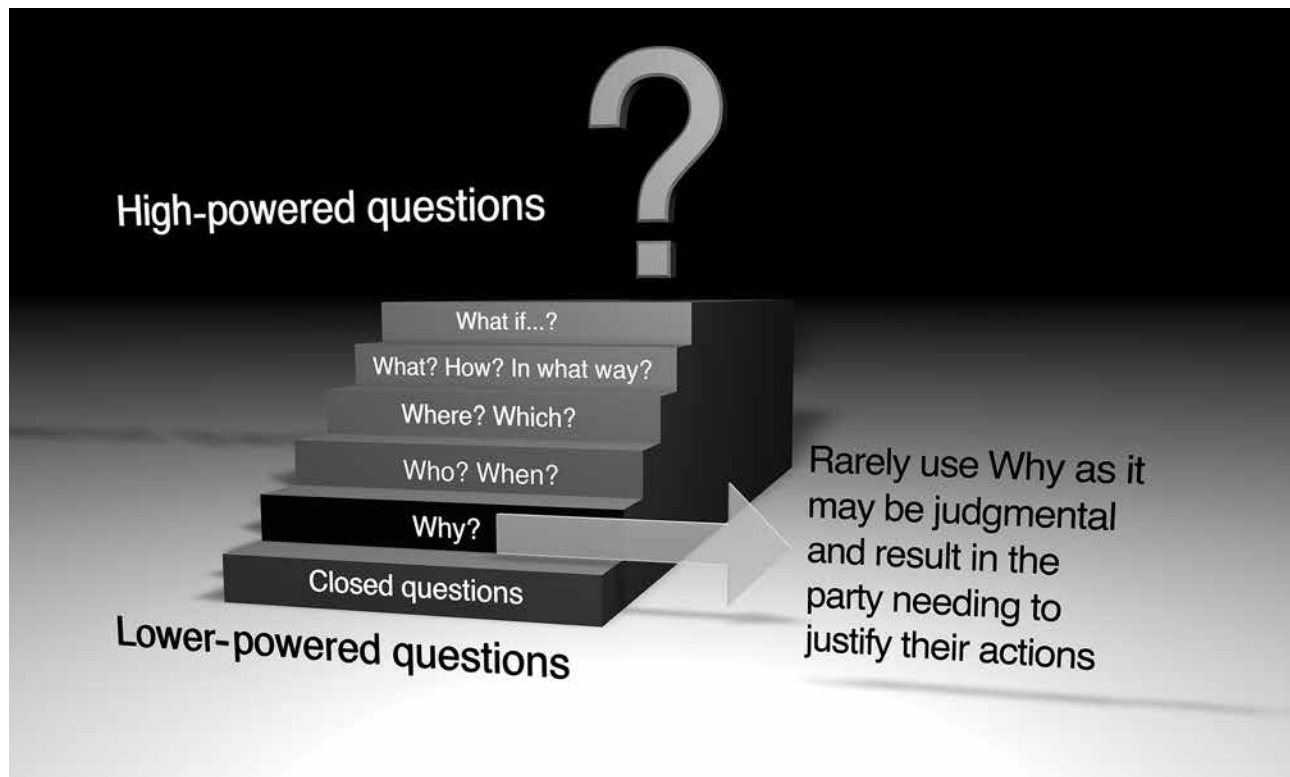 High-powered questions
?
What if...?
What? How? In what way?
Where? Which?
Who? When?
Why?
Closed questions
Lower-powered questions
Rarely use Why as it
may be judgmental
and result in the
party needing to
justify their actions